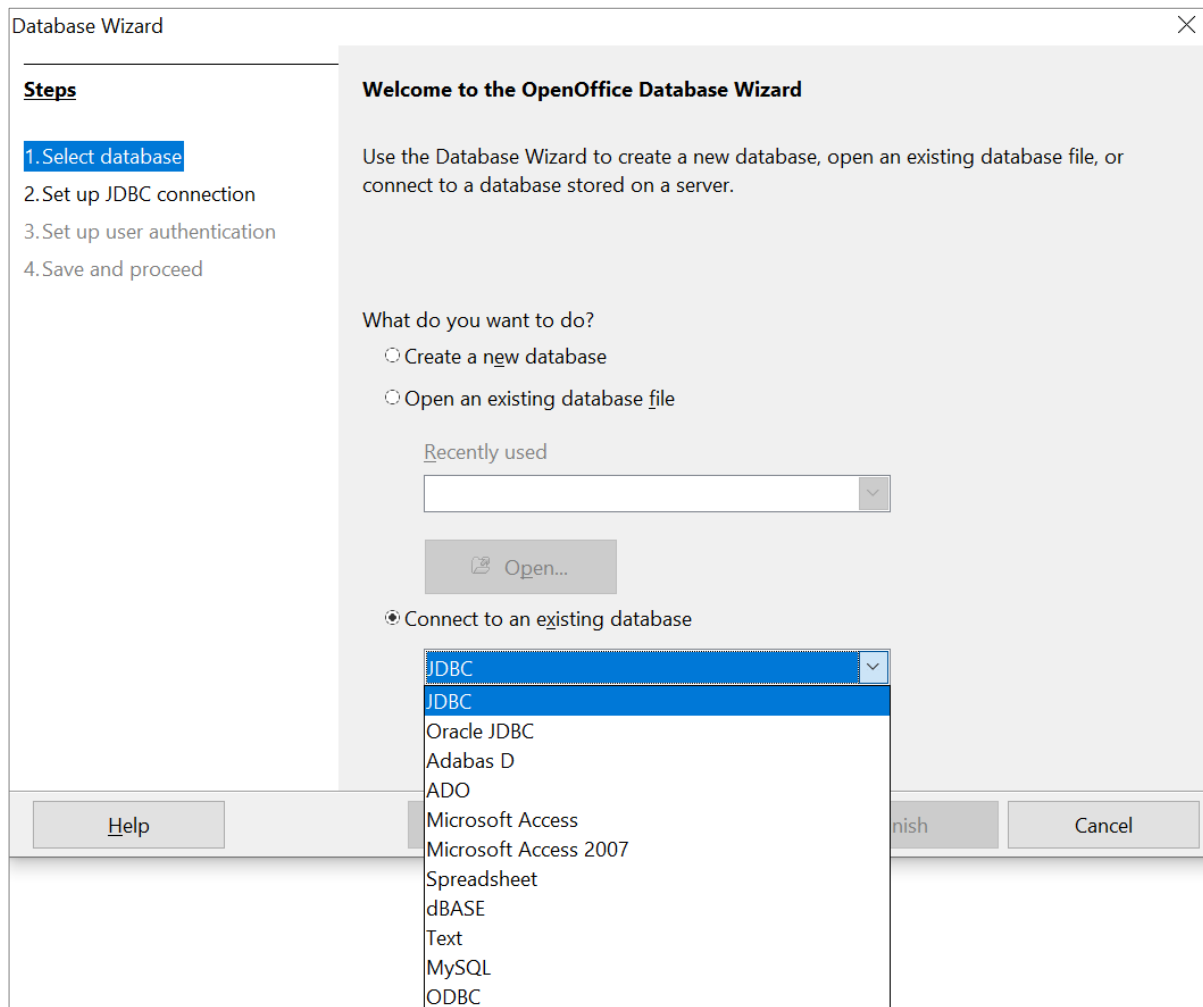 Database Wizard
Steps
1.Select database
2.Set up JDBC connection
3.Set up user authentication
4.Save and proceed
Welcome to the OpenOffice Database Wizard
Use the Database Wizard to create a new database, open an existing database file, or
connect to a database stored on a server.
What do you want to do?
Create a new database
Open an existing database file
Recently used
Open...
Connect to an existing database
JDBC
JDBC
Oracle JDBC
Adabas D
ADO
Microsoft Access
Microsoft Access 2007
Spreadsheet
dBASE
Text
MySQL
ODBC
Help
nish
Cancel